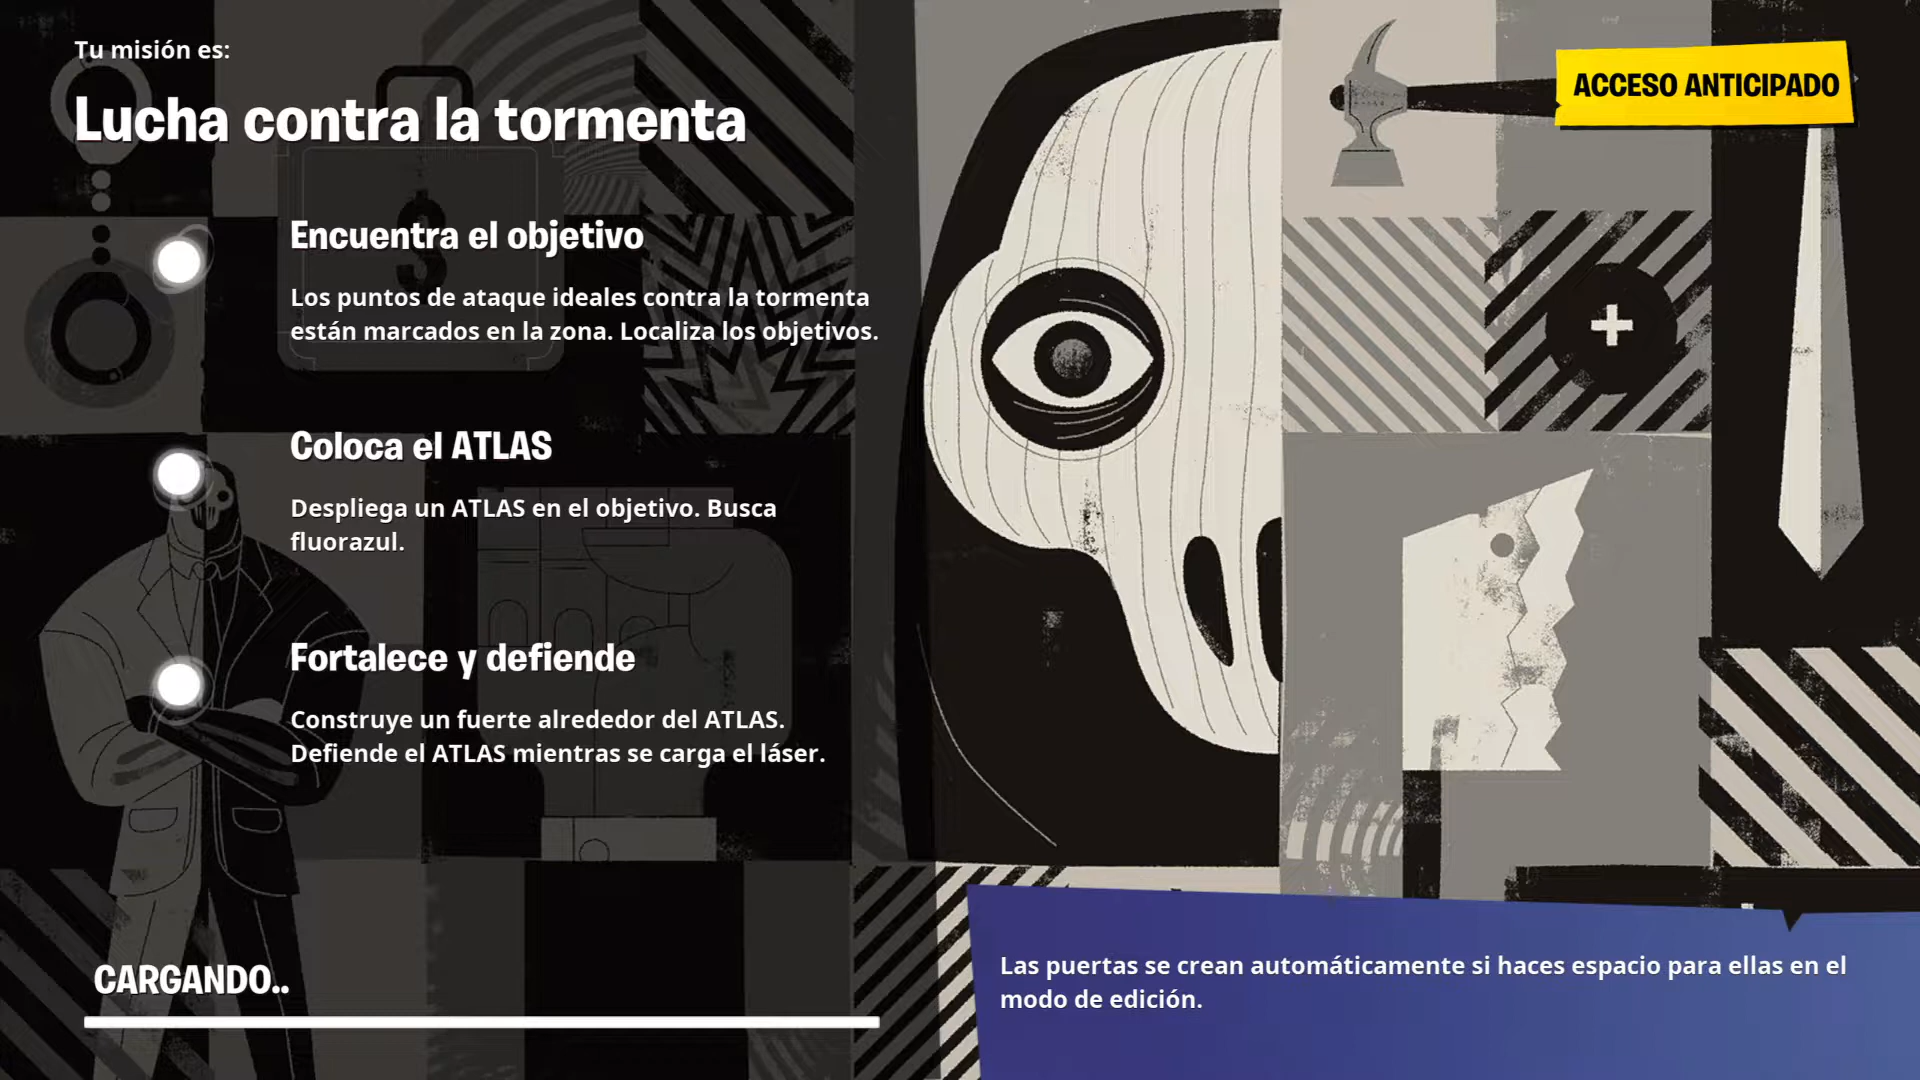 Tu misión es:
Lucha contra la tormenta
ACCESO ANTICIPADO
Encuentra el objetivo
Los puntos de ataque ideales contra la tormenta
están marcados en la zona. Localiza los objetivos.
Coloca el ATLAS
Despliega un ATLAS en el objetivo. Busca
fluorazul.
Fortalece y defiende
Construye un fuerte alrededor del ATLAS.
Defiende el ATLAS mientras se carga el láser.
CARGANDO..
Las puertas se crean automáticamente si haces espacio para ellas en el
modo de edición.